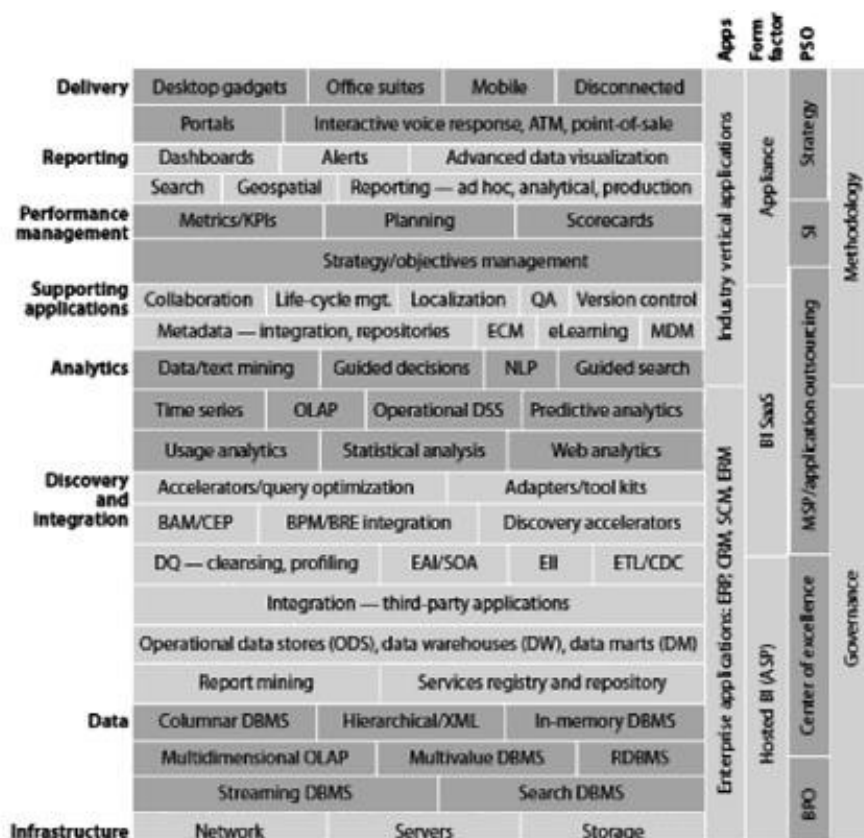 Apps Form factor PSO
Delivery Desktop gadgets Office suites Mobile Disconnected
Portals Interactive voice response, ATM, point-of-sale
Reporting Dashboards Alerts Advanced data visualization
Search Geospatial Reporting — ad hoc, analytical, production
Performance management Metrics/KPIs Planning Scorecards
Strategy/objectives management
Supporting applications Collaboration Life-cycle mgt. Localization QA Version control
Metadata — integration, repositories ECM eLearning MDM
Analytics Data/text mining Guided decisions NLP Guided search
Time series OLAP Operational DSS Predictive analytics
Usage analytics Statistical analysis Web analytics
Discovery and integration Accelerators/query optimization Adapters/tool kits
BAM/CEP BPM/BRE integration Discovery accelerators
DQ — cleansing, profiling EAI/SOA EII ETL/CDC
Integration — third-party applications
Operational data stores (ODS), data warehouses (DW), data marts (DM)
Report mining Services registry and repository
Data Columnar DBMS Hierarchical/XML In-memory DBMS
Multidimensional OLAP Multivalue DBMS RDBMS
Streaming DBMS Search DBMS
Infrastructure Network Servers Storage
Industry vertical applications
Enterprise applications: ERP, CRM, SCM, ERM
Appliance
BI SaaS
Hosted BI (ASP)
Strategy
SI
MSP/application outsourcing
Center of excellence
BPO
Methodology
Governance